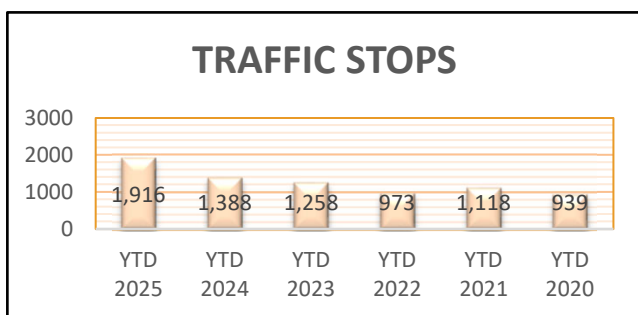 TRAFFIC STOPS
3000
2000
1000
0
1,916 1,388 1,258 973 1,118 939
YTD YTD YTD YTD YTD YTD
2025 2024 2023 2022 2021 2020